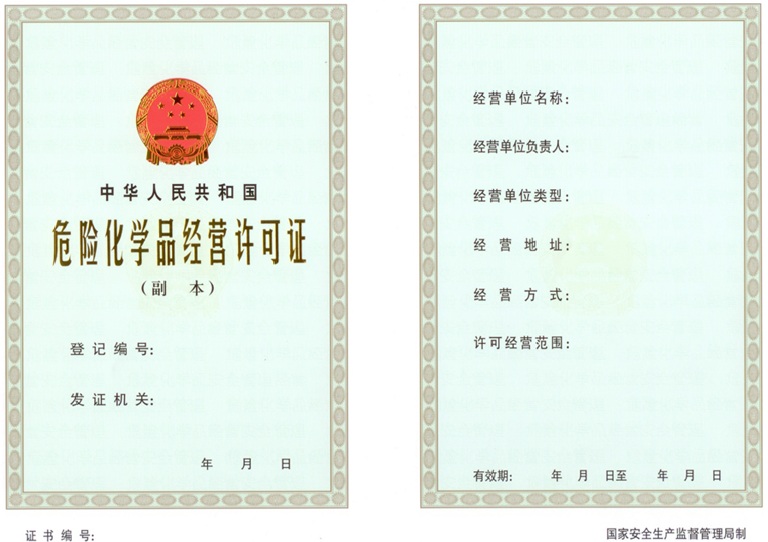 中华人民共和国
危险化学品经营许可证
(副 本)
登记编号:
发证机关:
年 月 日
证书编号:
经营单位名称:
经营单位负责人:
经营单位类型:
经营地址:
经营方式:
许可经营范围:
有效期: 年 月 日至 年 月 日
国家安全生产监督管理局制